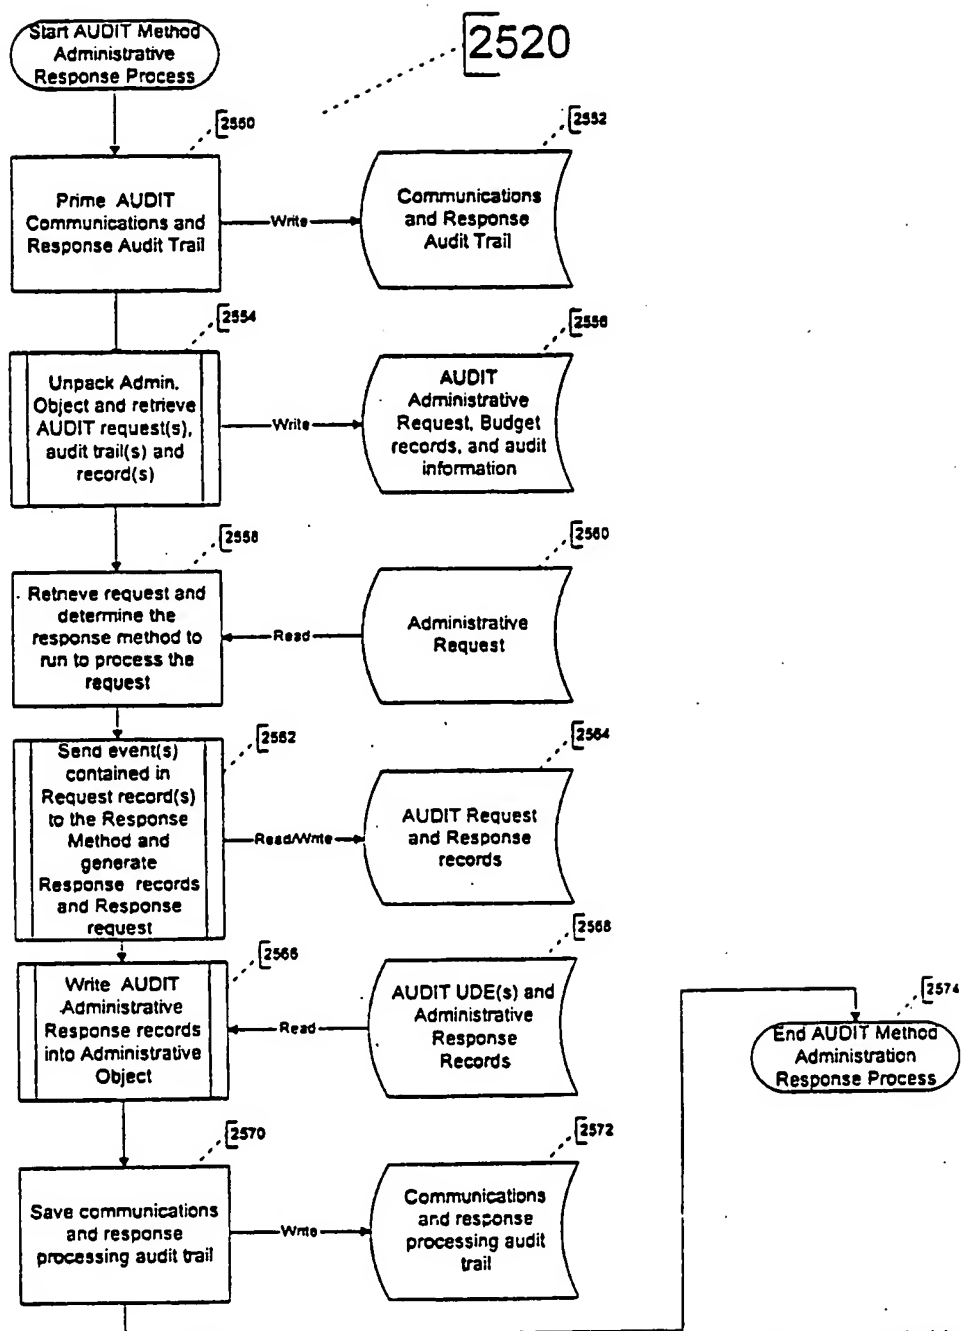 Start AUDIT Method
Administrative
Response Process
2520
2550
Prime AUDIT
Communications and
Response Audit Trail
Write
2552
Communications
and Response
Audit Trail
2554
Unpack Admin.
Object and retrieve
AUDIT request(s),
audit trail(s) and
record(s)
Write
2556
AUDIT
Administrative
Request, Budget
records, and audit
information
2558
Retrieve request and
determine the
response method to
run to process the
request
Read
2560
Administrative
Request
2562
Send event(s)
contained in
Request record(s)
to the Response
Method and
generate
Response records
and Response
request
Read/Write
2564
AUDIT Request
and Response
records
2566
Write AUDIT
Administrative
Response records
into Administrative
Object
Read
2568
AUDIT UDE(s) and
Administrative
Response
Records
2570
Save communications
and response
processing audit trail
Write
2572
Communications
and response
processing audit
trail
2574
End AUDIT Method
Administration
Response Process